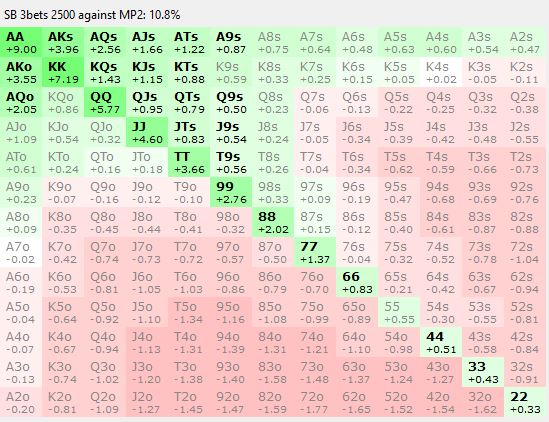 SB 3bets 2500 against MP2: 10.8%
AA AKs AQs AJs ATs A9s A8s A7s A6s A5s A4s A3s A2s
+9.00 +3.96 +2.56 +1.66 +1.22 +0.87 +0.75 +0.64 +0.48 +0.63 +0.60 +0.54 +0.47
AKo KK KQs KJs KTs K9s K8s K7s K6s K5s K4s K3s K2s
+3.55 +7.19 +1.43 +1.15 +0.88 +0.59 +0.33 +0.25 +0.15 +0.05 +0.02 -0.05 -0.11
AQo KQo QQ QJs QTs Q9s Q8s Q7s Q6s Q5s Q4s Q3s Q2s
+2.05 +0.86 +5.77 +0.95 +0.79 +0.50 +0.23 -0.06 -0.13 -0.22 -0.25 -0.32 -0.38
AJo KJo QJo JJ JTs J9s J8s J7s J6s J5s J4s J3s J2s
+1.09 +0.54 +0.32 +4.60 +0.83 +0.54 +0.24 -0.05 -0.34 -0.39 -0.42 -0.48 -0.55
ATo KTo QTo JTo TT T9s T8s T7s T6s T5s T4s T3s T2s
+0.61 +0.24 +0.16 +0.18 +3.66 +0.56 +0.26 -0.04 -0.34 -0.62 -0.59 -0.66 -0.73
A9o K9o Q9o J9o T9o 99 98s 97s 96s 95s 94s 93s 92s
+0.23 -0.07 -0.16 -0.12 -0.10 +2.76 +0.33 +0.09 -0.19 -0.47 -0.68 -0.69 -0.76
A8o K8o Q8o J8o T8o 98o 88 87s 86s 85s 84s 83s 82s
+0.09 -0.35 -0.45 -0.44 -0.41 -0.32 +2.02 +0.15 -0.12 -0.40 -0.61 -0.87 -0.88
A7o K7o Q7o J7o T7o 97o 87o 77 76s 75s 74s 73s 72s
-0.02 -0.42 -0.74 -0.73 -0.72 -0.57 -0.50 +1.37 -0.04 -0.32 -0.52 -0.78 -1.04
A6o K6o Q6o J6o T6o 96o 86o 76o 66 65s 64s 63s 62s
-0.19 -0.53 -0.81 -1.05 -1.03 -0.86 -0.79 -0.70 +0.83 -0.21 -0.42 -0.67 -0.94
A5o K5o Q5o J5o T5o 95o 85o 75o 65o 55 54s 53s 52s
-0.04 -0.64 -0.92 -1.10 -1.34 -1.16 -1.08 -0.99 -0.89 +0.55 -0.30 -0.55 -0.81
A4o K4o Q4o J4o T4o 94o 84o 74o 64o 54o 44 43s 42s
-0.07 -0.67 -0.94 -1.13 -1.31 -1.39 -1.31 -1.21 -1.10 -0.98 +0.51 -0.58 -0.84
A3o K3o Q3o J3o T3o 93o 83o 73o 63o 53o 43o 33 32s
-0.13 -0.74 -1.02 -1.20 -1.38 -1.40 -1.58 -1.48 -1.37 -1.24 -1.27 +0.43 -0.91
A2o K2o Q2o J2o T2o 92o 82o 72o 62o 52o 42o 32o 22
-0.20 -0.81 -1.09 -1.27 -1.45 -1.47 -1.59 -1.77 -1.65 -1.52 -1.54 -1.62 +0.33